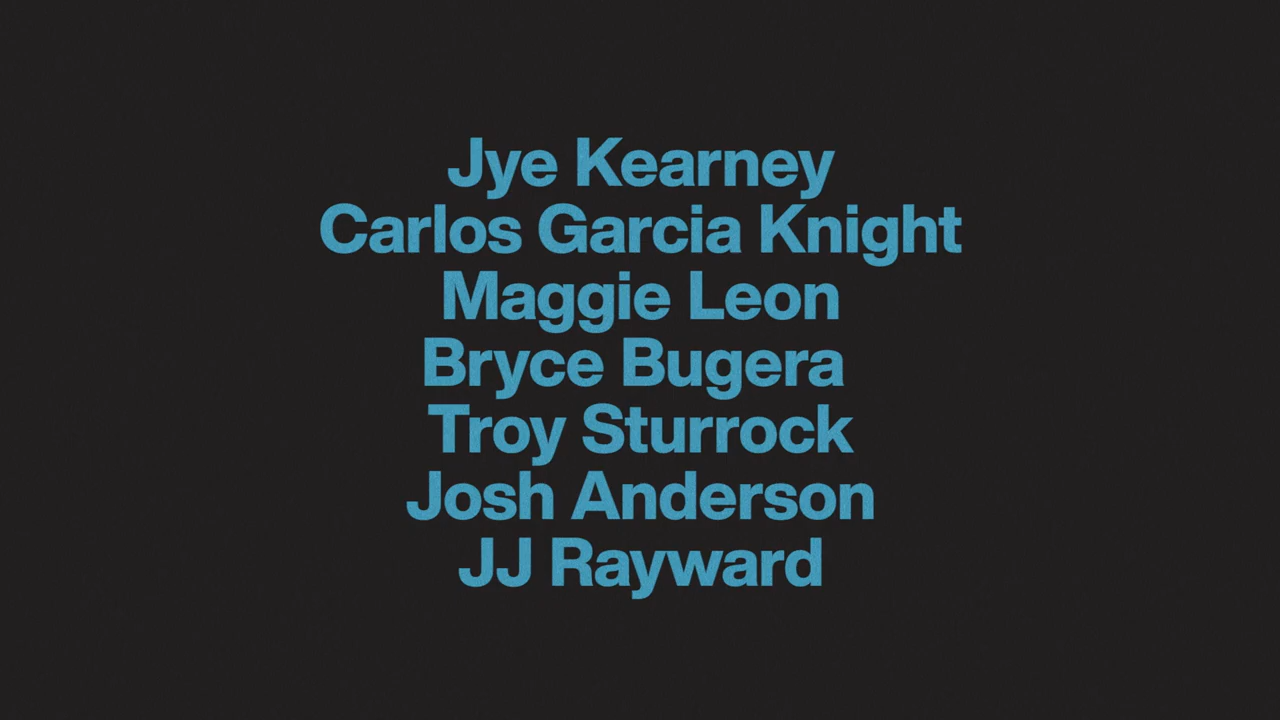 Jye Kearney
Carlos Garcia Knight
Maggie Leon
Bryce Bugera
Troy Sturrock
Josh Anderson
JJ Rayward